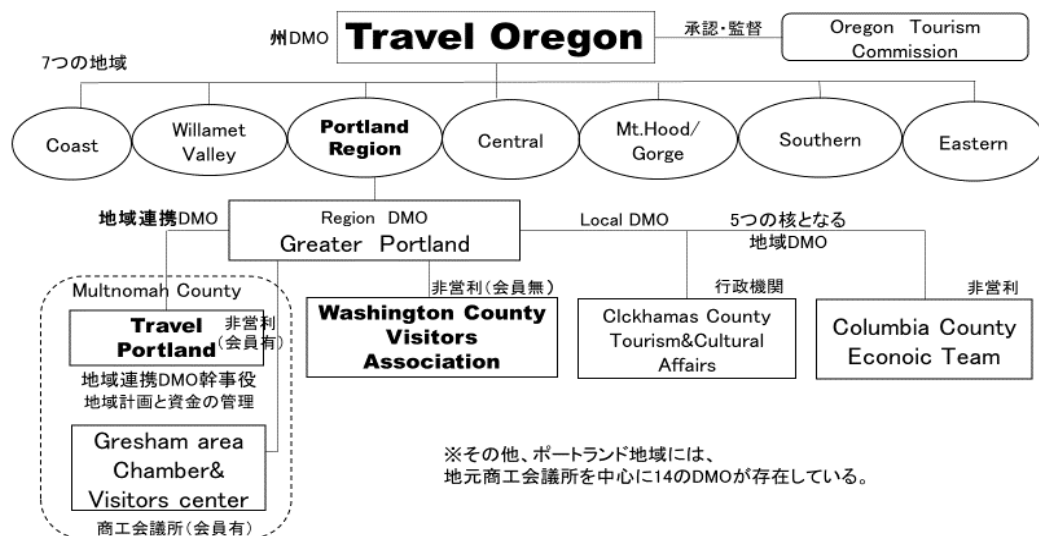 州DMO
Travel Oregon
承認・監督
Oregon Tourism
Commission
7つの地域
Coast
Willamet
Valley
Portland
Region
Central
Mt.Hood/
Gorge
Southern
Eastern
地域連携DMO
Region DMO
Greater Portland
Local DMO
5つの核となる
地域DMO
Multnomah County
Travel
Portland
非営利
(会員有)
地域連携DMO幹事役
地域計画と資金の管理
Gresham area
Chamber&
Visitors center
商工会議所(会員有)
非営利(会員無)
Washington County
Visitors
Association
行政機関
Clckhamas County
Tourism&Cultural
Affairs
非営利
Columbia County
Econoic Team
※その他、ポートランド地域には、
地元商工会議所を中心に14のDMOが存在している。